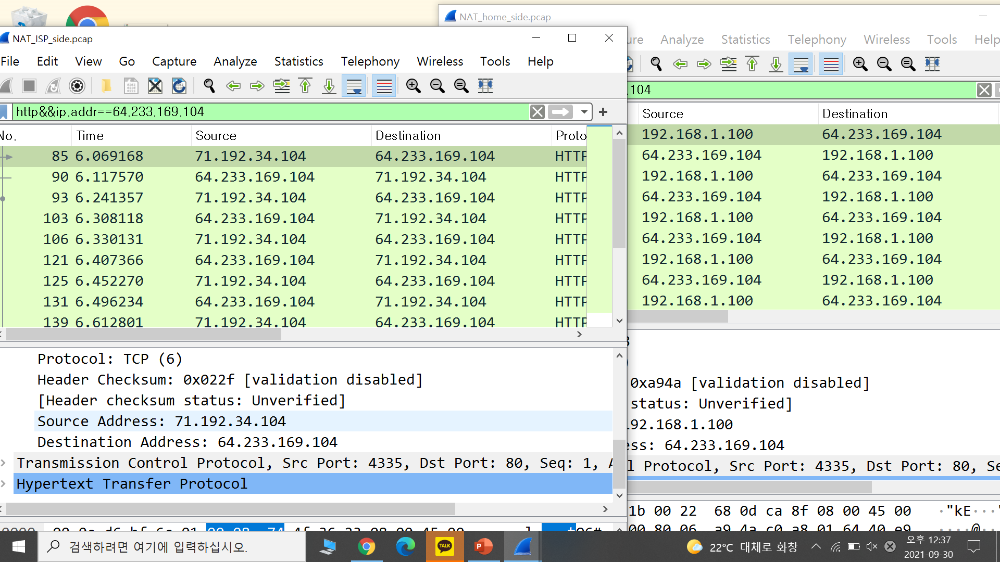 NAT_home_side.pcap
NAT_ISP_side.pcap
Analyze Statistics Telephony Wireless Tools Help
File Edit View Go Capture Analyze Statistics Telephony Wireless Tools Help
http&&ip.addr==64.233.169.104
.104
No. Time Source Destination Proto
85 6.069168 71.192.34.104 64.233.169.104 HTTP
90 6.117570 64.233.169.104 71.192.34.104 HTTP
93 6.241357 71.192.34.104 64.233.169.104 HTTP
103 6.308118 64.233.169.104 71.192.34.104 HTTP
106 6.330131 71.192.34.104 64.233.169.104 HTTP
121 6.407366 64.233.169.104 71.192.34.104 HTTP
125 6.452270 71.192.34.104 64.233.169.104 HTTP
131 6.496234 64.233.169.104 71.192.34.104 HTTP
139 6.612801 71.192.34.104 64.233.169.104 HTTP
Source Destination
192.168.1.100 64.233.169.104
64.233.169.104 192.168.1.100
192.168.1.100 64.233.169.104
64.233.169.104 192.168.1.100
192.168.1.100 64.233.169.104
64.233.169.104 192.168.1.100
192.168.1.100 64.233.169.104
64.233.169.104 192.168.1.100
192.168.1.100 64.233.169.104
Protocol: TCP (6)
Header Checksum: 0x022f [validation disabled]
[Header checksum status: Unverified]
Source Address: 71.192.34.104
Destination Address: 64.233.169.104
Transmission Control Protocol, Src Port: 4335, Dst Port: 80, Seq: 1,
Hypertext Transfer Protocol
0xa94a [validation disabled]
status: Unverified]
192.168.1.100
64.233.169.104
Protocol, Src Port: 4335, Dst Port: 80,
1b 00 22 68 0d ca 8f 08 00 45 00 ·"kE···"
00 80 06 a9 4a c0 a8 01 64 40 e9 ····@··
검색하려면 여기에 입력하십시오.
TALK
22°C 대체로 화창
오후 12:37
2021-09-30